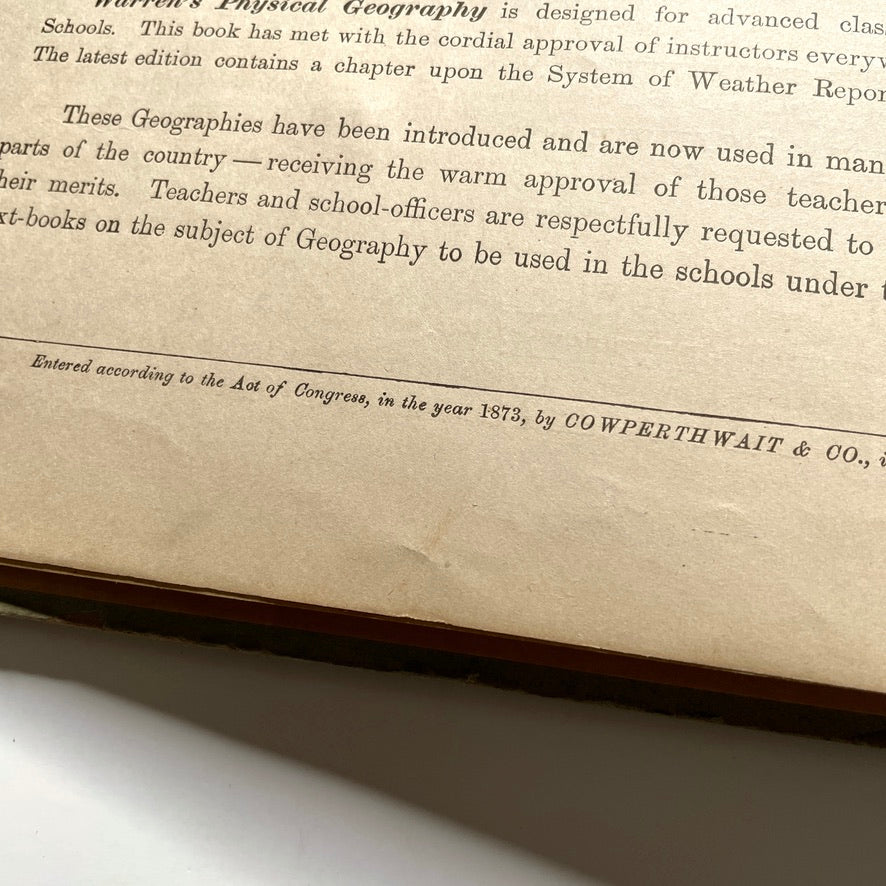 Warren's Physical Geography is designed for advanced clas
Schools. This book has met with the cordial approval of instructors every
The latest edition contains a chapter upon the System of Weather Repor
These Geographies have been introduced and are now used in man
parts of the country — receiving the warm approval of those teacher
heir merits. Teachers and school-officers are respectfully requested to
xt-books on the subject of Geography to be used in the schools under t
Entered according to the Act of Congress, in the year 1873, by COWPERTHWAIT & CO., i